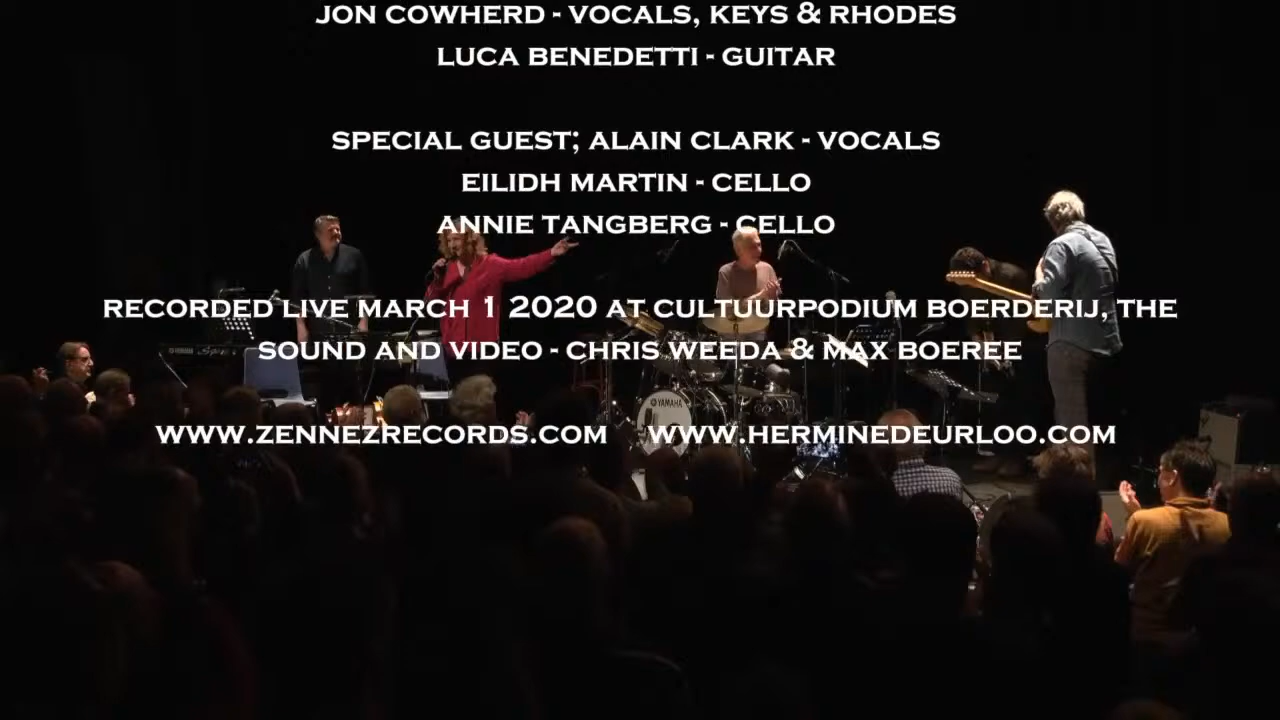 JON COWHERD - VOCALS, KEYS & RHODES
LUCA BENEDETTI - GUITAR
SPECIAL GUEST; ALAIN CLARK - VOCALS
EILIDH MARTIN - CELLO
ANNIE TANGBERG - CELLO
RECORDED LIVE MARCH 1 2020 AT CULTUURPODIUM BOERDERIJ, THE
SOUND AND VIDEO - CHRIS WEEDA & MAX BOEREE
YAMAHA
WWW.ZENNEZRECORDS.COM WWW.HERMINEDEURLOO.COM